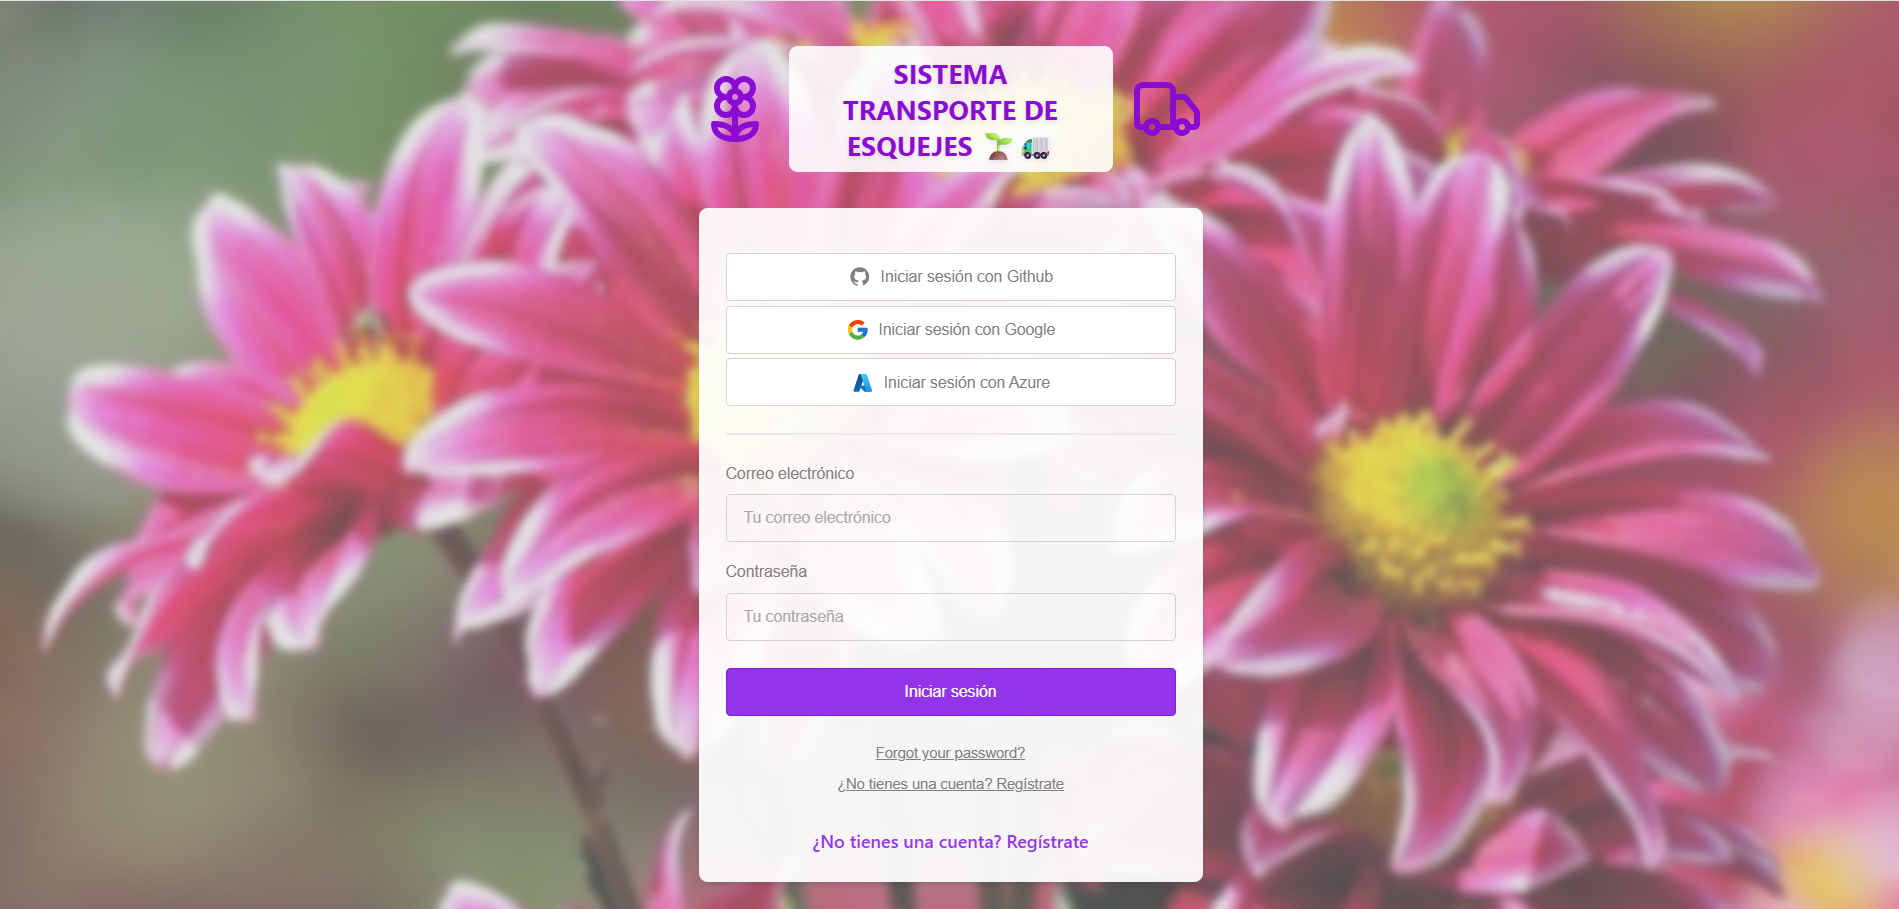 SISTEMA
TRANSPORTE DE
ESQUEJES 🌱 🚛
Iniciar sesión con Github
Iniciar sesión con Google
Iniciar sesión con Azure
Correo electrónico
Tu correo electrónico
Contraseña
Tu contraseña
Iniciar sesión
Forgot your password?
¿No tienes una cuenta? Regístrate
¿No tienes una cuenta? Regístrate